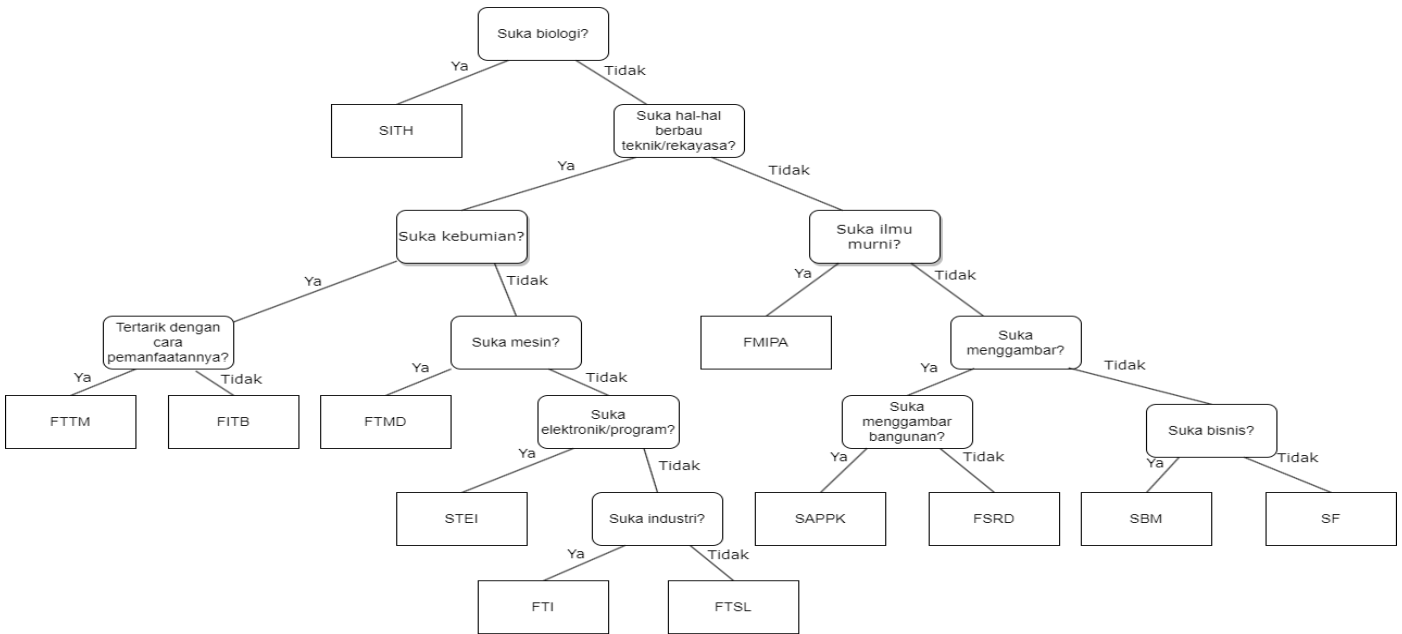 Suka biologi?
Ya
Tidak
SITH
Suka hal-hal
berbau
teknik/rekayasa?
Ya
Tidak
Suka kebumian?
Suka ilmu
murni?
Ya
Tidak
Ya
Tidak
Tertarik dengan
cara
pemanfaatannya?
Suka mesin?
FMIPA
Suka
menggambar?
Ya
Tidak
Ya
Tidak
Ya
Tidak
FTTM
FITB
FTMD
Suka
elektronik/program?
Suka
menggambar
bangunan?
Suka bisnis?
Ya
Tidak
Ya
Tidak
Ya
Tidak
STEI
Suka industri?
SAPPK
FSRD
SBM
SF
Ya
Tidak
FTI
FTSL